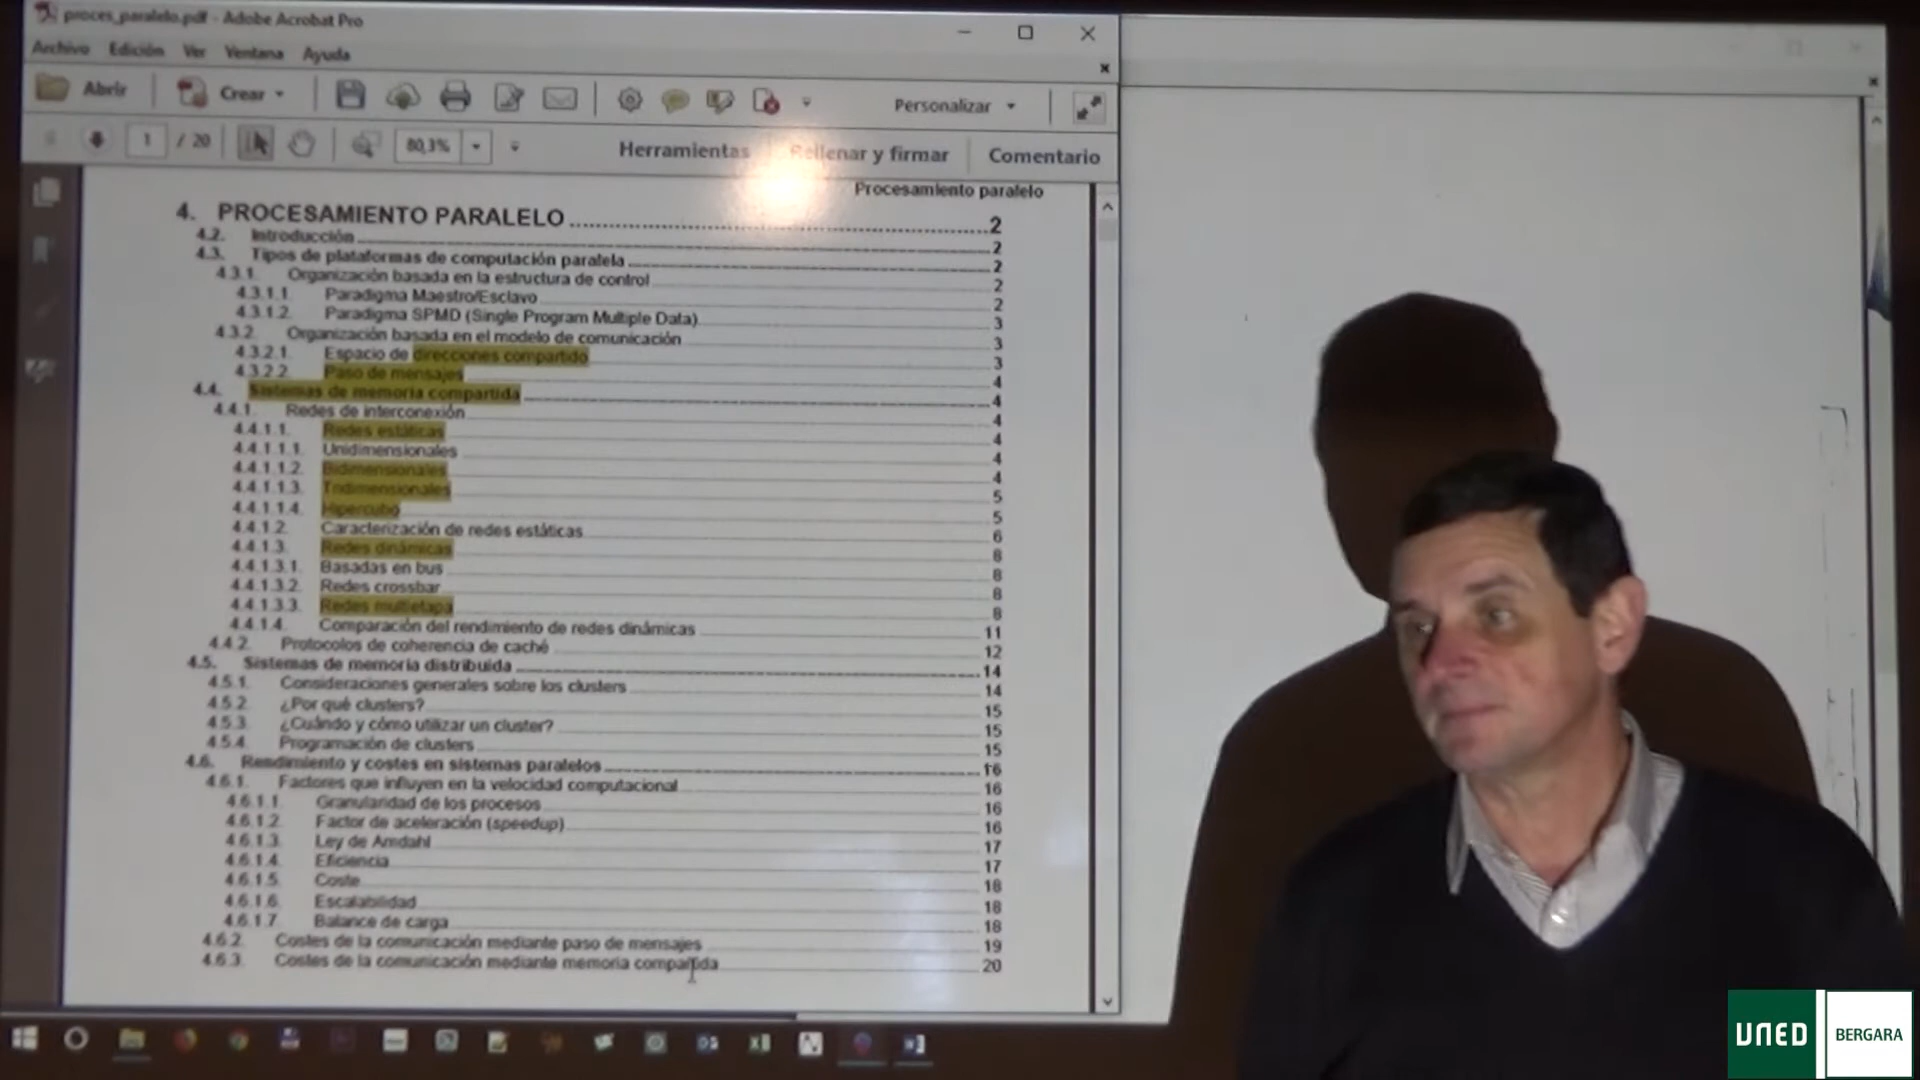 proces_paralelo.pdf - Adobe Acrobat Pro
Archivo Edición Ver Ventana Ayuda
Abrir Crear Personalizar
1 / 20 80,3% Herramientas Rellenar y firmar Comentario
Procesamiento paralelo
4. PROCESAMIENTO PARALELO 2
4.2. Introducción 2
4.3. Tipos de plataformas de computación paralela 2
4.3.1. Organización basada en la estructura de control 2
4.3.1.1. Paradigma Maestro/Esclavo 2
4.3.1.2. Paradigma SPMD (Single Program Multiple Data) 3
4.3.2. Organización basada en el modelo de comunicación 3
4.3.2.1. Espacio de direcciones compartido 3
4.3.2.2. Paso de mensajes 4
4.4. Sistemas de memoria compartida 4
4.4.1. Redes de interconexión 4
4.4.1.1. Redes estáticas 4
4.4.1.1.1. Unidimensionales 4
4.4.1.1.2. Bidimensionales 4
4.4.1.1.3. Tridimensionales 5
4.4.1.1.4. Hipercubo 5
4.4.1.2. Caracterización de redes estáticas 6
4.4.1.3. Redes dinámicas 8
4.4.1.3.1. Basadas en bus 8
4.4.1.3.2. Redes crossbar 8
4.4.1.3.3. Redes multietapa 8
4.4.1.4. Comparación del rendimiento de redes dinámicas 11
4.4.2. Protocolos de coherencia de caché 12
4.5. Sistemas de memoria distribuida 14
4.5.1. Consideraciones generales sobre los clusters 14
4.5.2. ¿Por qué clusters? 15
4.5.3. ¿Cuándo y cómo utilizar un cluster? 15
4.5.4. Programación de clusters 15
4.6. Rendimiento y costes en sistemas paralelos 16
4.6.1. Factores que influyen en la velocidad computacional 16
4.6.1.1. Granularidad de los procesos 16
4.6.1.2. Factor de aceleración (speedup) 16
4.6.1.3. Ley de Amdahl 17
4.6.1.4. Eficiencia 17
4.6.1.5. Coste 18
4.6.1.6. Escalabilidad 18
4.6.1.7. Balance de carga 18
4.6.2. Costes de la comunicación mediante paso de mensajes 19
4.6.3. Costes de la comunicación mediante memoria compartida 20
UNED BERGARA